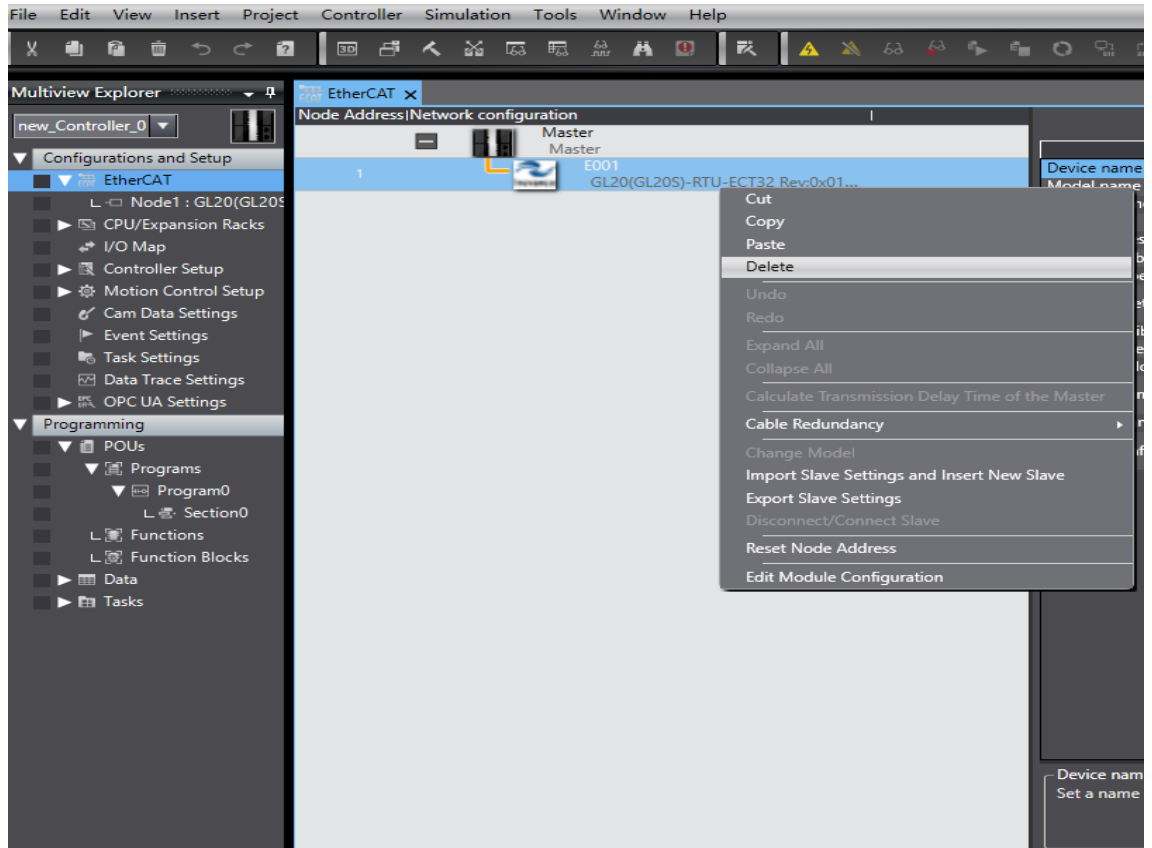 File Edit View Insert Project Controller Simulation Tools Window Help
Multiview Explorer
new_Controller_0
Configurations and Setup
EtherCAT
Node1 : GL20(GL20S
CPU/Expansion Racks
I/O Map
Controller Setup
Motion Control Setup
Cam Data Settings
Event Settings
Task Settings
Data Trace Settings
OPC UA Settings
Programming
POUs
Programs
Program0
Section0
Functions
Function Blocks
Data
Tasks
EtherCAT
Node Address|Network configuration
Master
Master
1
E001
GL20(GL20S)-RTU-ECT32 Rev:0x01...
Cut
Copy
Paste
Delete
Undo
Redo
Expand All
Collapse All
Calculate Transmission Delay Time of the Master
Cable Redundancy
Change Model
Import Slave Settings and Insert New Slave
Export Slave Settings
Disconnect/Connect Slave
Reset Node Address
Edit Module Configuration
Device name
Model name
Device nam
Set a name